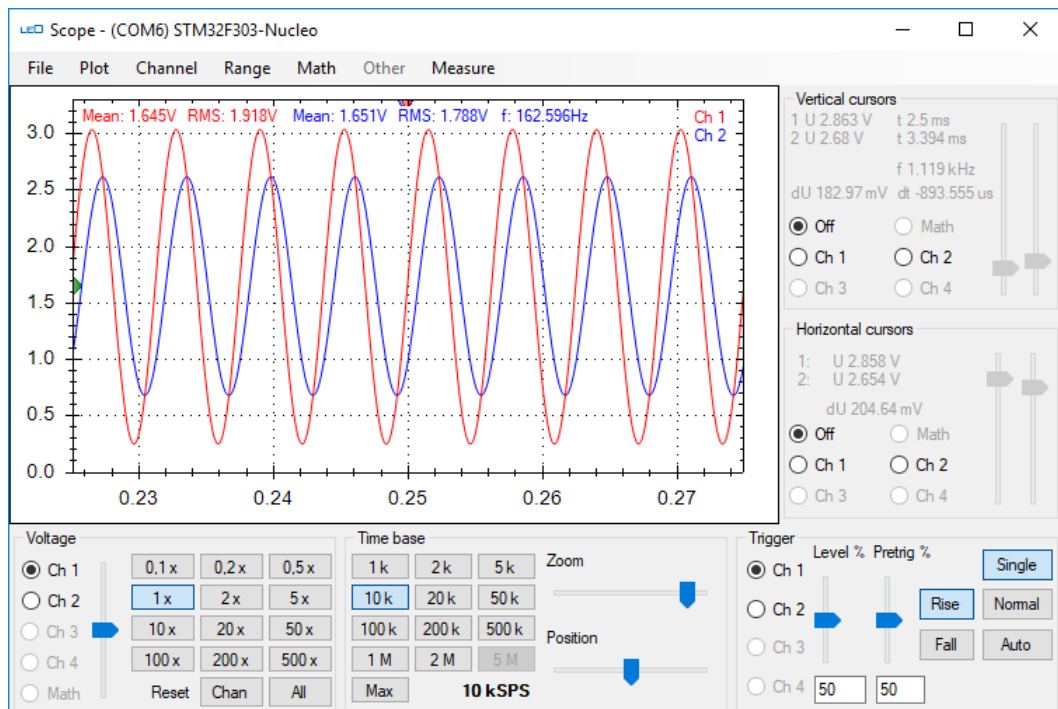 LEO Scope - (COM6) STM32F303-Nucleo
File Plot Channel Range Math Other Measure
Mean: 1.645V RMS: 1.918V Mean: 1.651V RMS: 1.788V f: 162.596Hz
Ch 1
Ch 2
3.0
2.5
2.0
1.5
1.0
0.5
0.0
0.23 0.24 0.25 0.26 0.27
Vertical cursors
1 U 2.863 V t 2.5 ms
2 U 2.68 V t 3.394 ms
f 1.119 kHz
dU 182.97 mV dt -893.555 us
Off Math
Ch 1 Ch 2
Ch 3 Ch 4
Horizontal cursors
1: U 2.858 V
2: U 2.654 V
dU 204.64 mV
Off Math
Ch 1 Ch 2
Ch 3 Ch 4
Voltage
Ch 1
Ch 2
Ch 3
Ch 4
Math
0,1 x 0,2 x 0,5 x
1 x 2 x 5 x
10 x 20 x 50 x
100 x 200 x 500 x
Reset Chan All
Time base
1 k 2 k 5 k
10 k 20 k 50 k
100 k 200 k 500 k
1 M 2 M 5 M
Max 10 kSPS
Zoom
Position
Trigger
Ch 1
Ch 2
Ch 3
Ch 4
Level % Pretrig %
50 50
Single
Rise Normal
Fall Auto